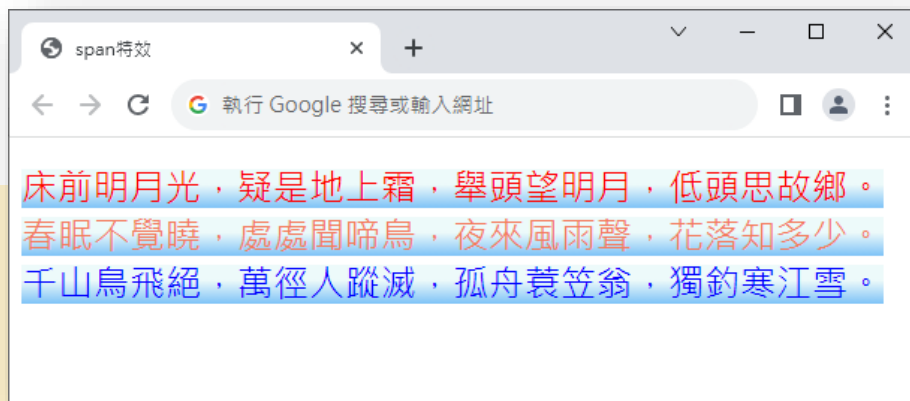 span特效
執行 Google 搜尋或輸入網址
床前明月光，疑是地上霜，舉頭望明月，低頭思故鄉。
春眠不覺曉，處處聞啼鳥，夜來風雨聲，花落知多少。
千山鳥飛絕，萬徑人蹤滅，孤舟蓑笠翁，獨釣寒江雪。